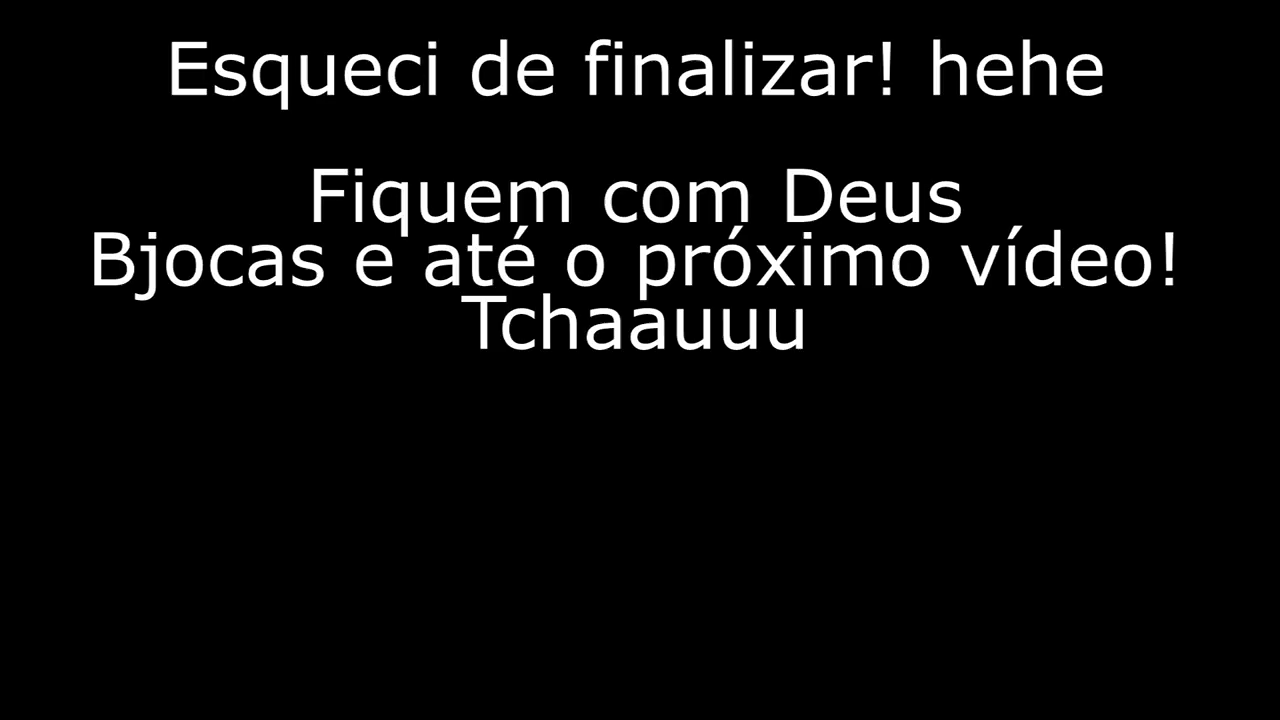 Esqueci de finalizar! hehe
Fiquem com Deus
Bjocas e até o próximo vídeo!
Tchaauuu